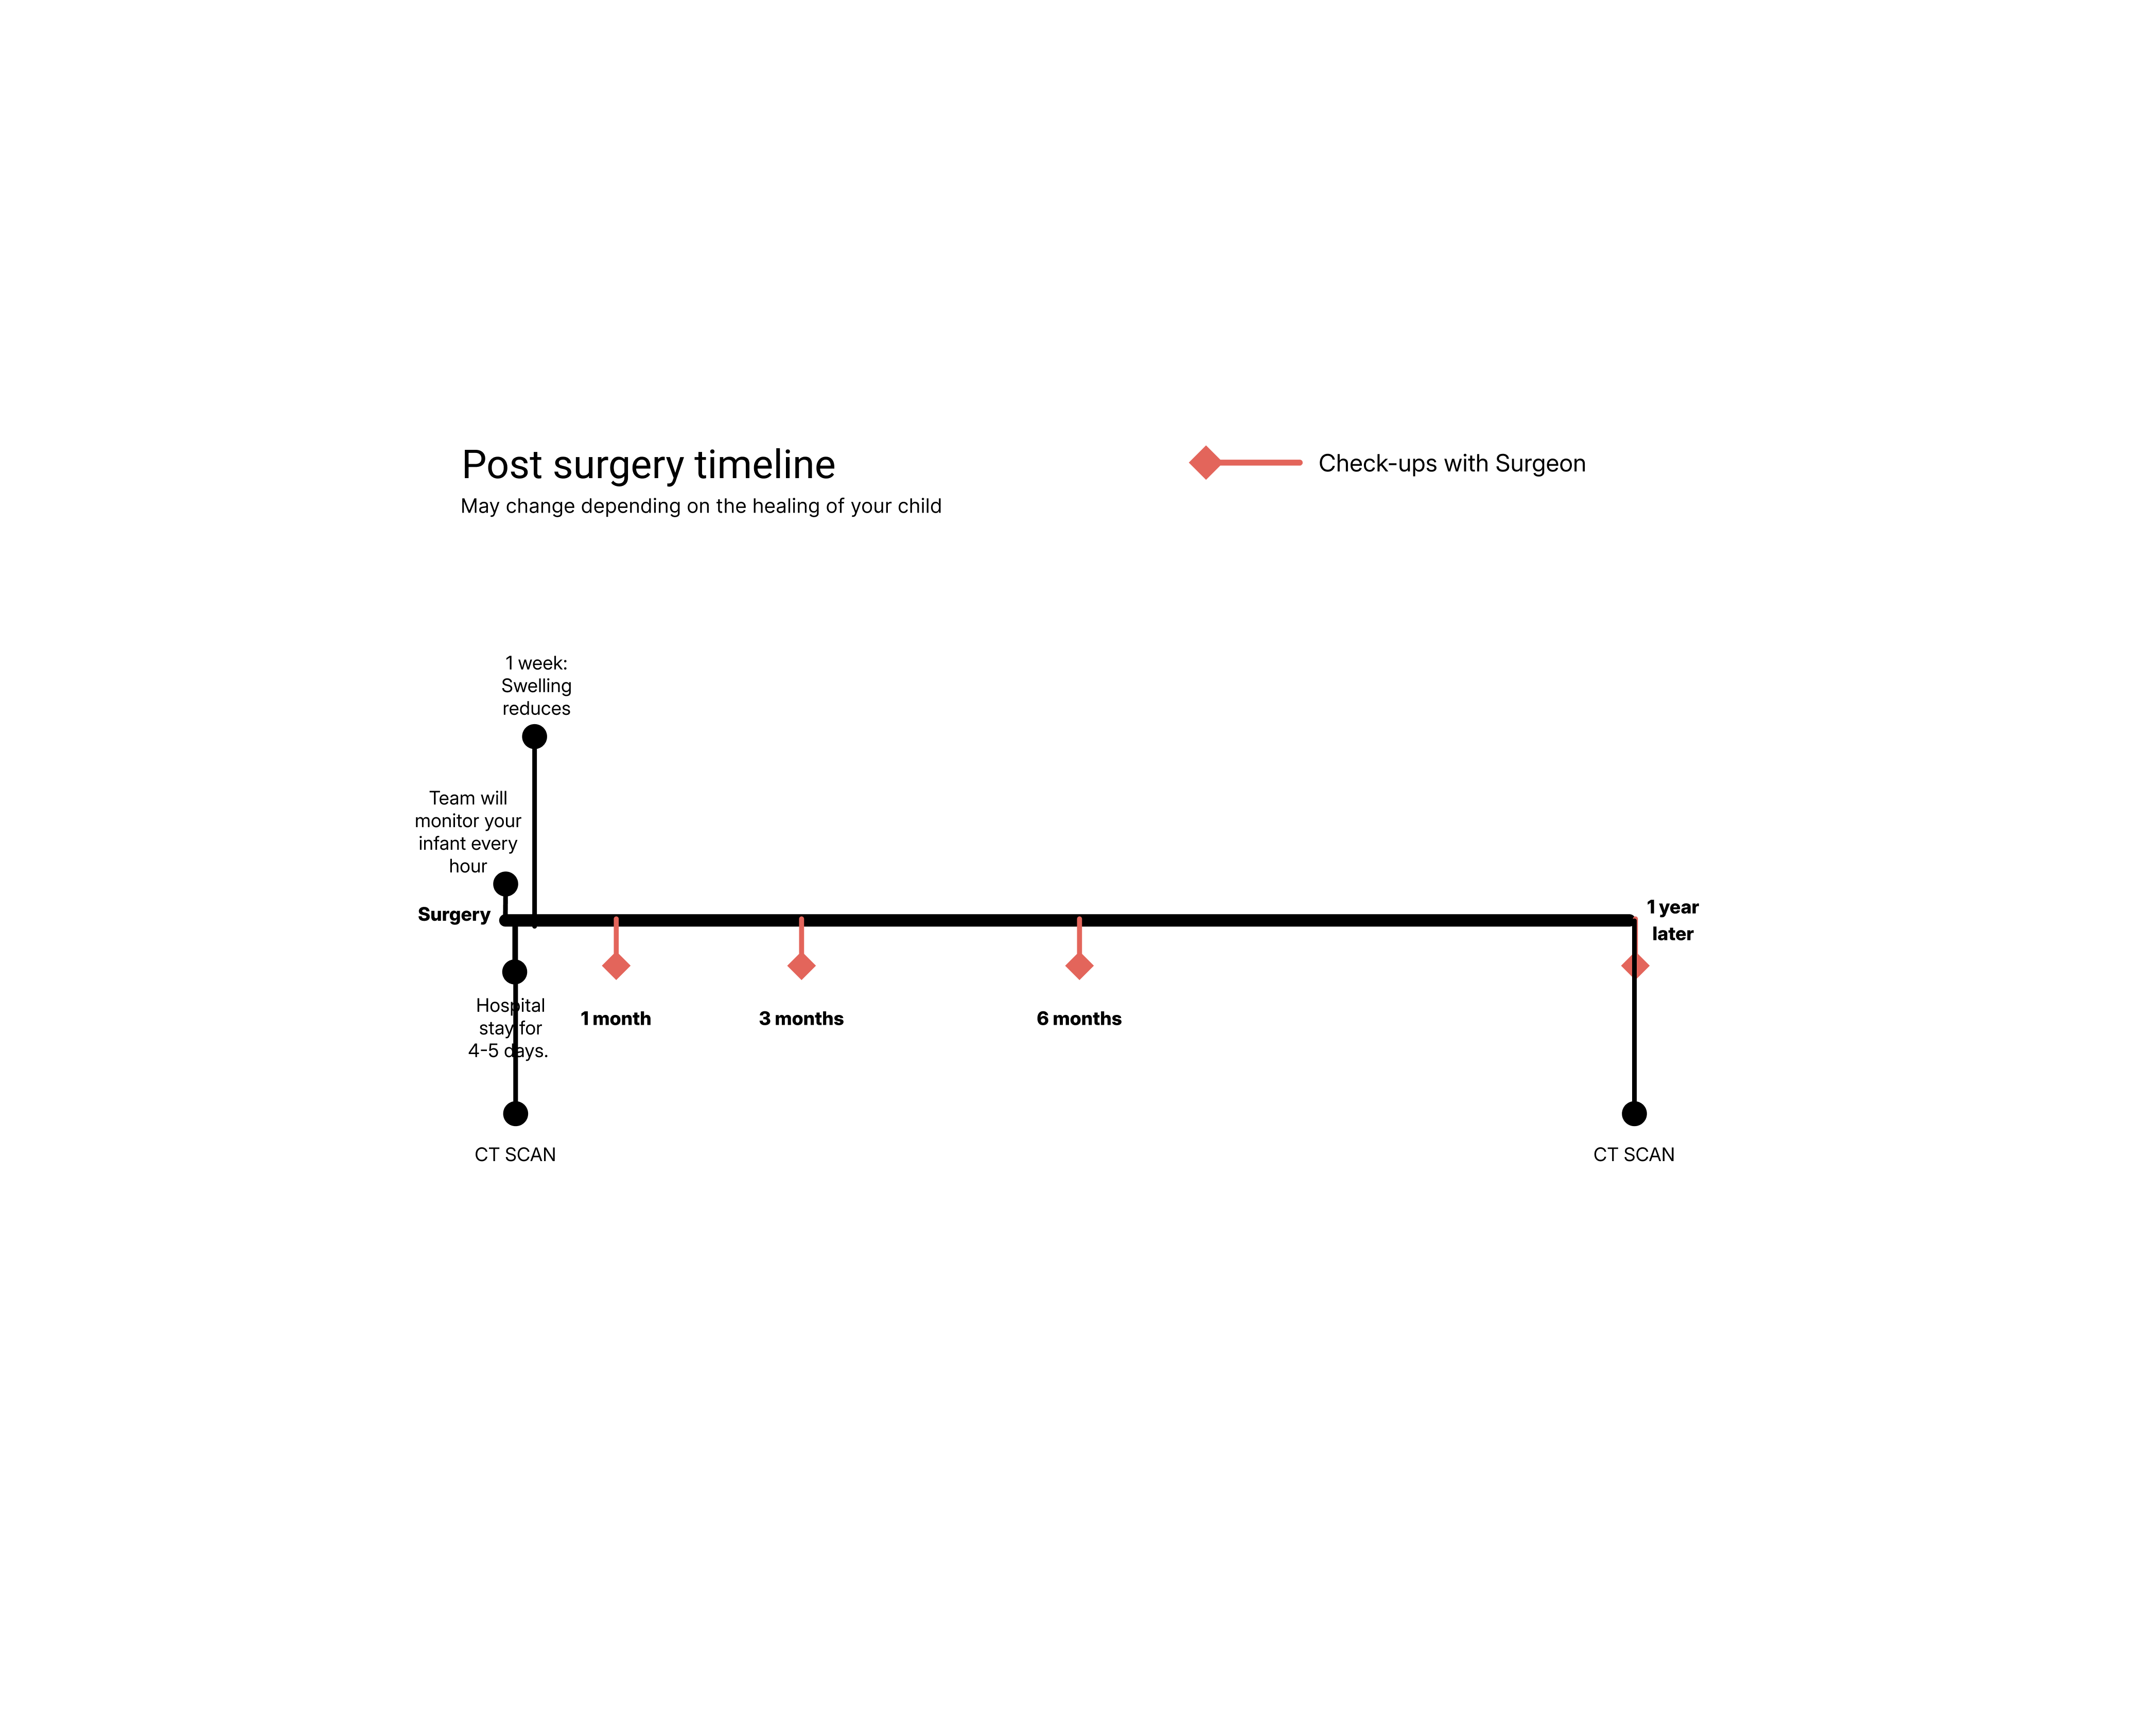 Post surgery timeline
May change depending on the healing of your child
Check-ups with Surgeon
1 week:
Swelling
reduces
Team will
monitor your
infant every
hour
Surgery
1 year
later
Hospital
stay for
4-5 days.
1 month
3 months
6 months
CT SCAN
CT SCAN